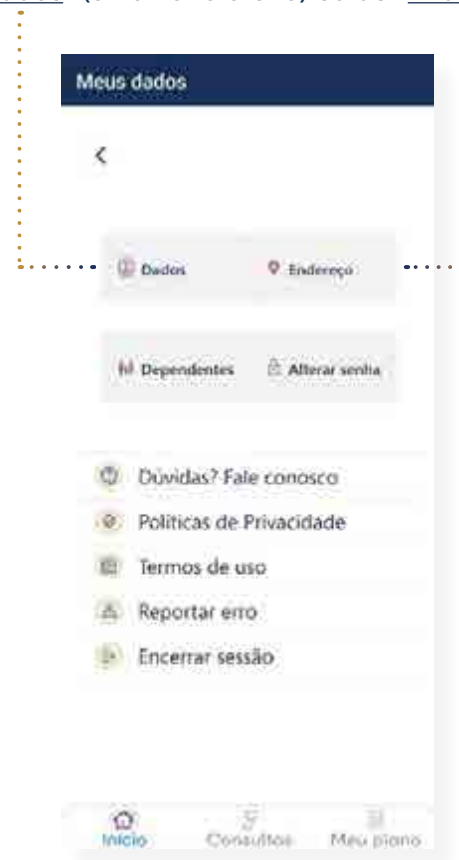 Meus dados
Dados
Endereço
Dependentes
Alterar senha
Dúvidas? Fale conosco
Políticas de Privacidade
Termos de uso
Reportar erro
Encerrar sessão
Início
Consultas
Meu plano